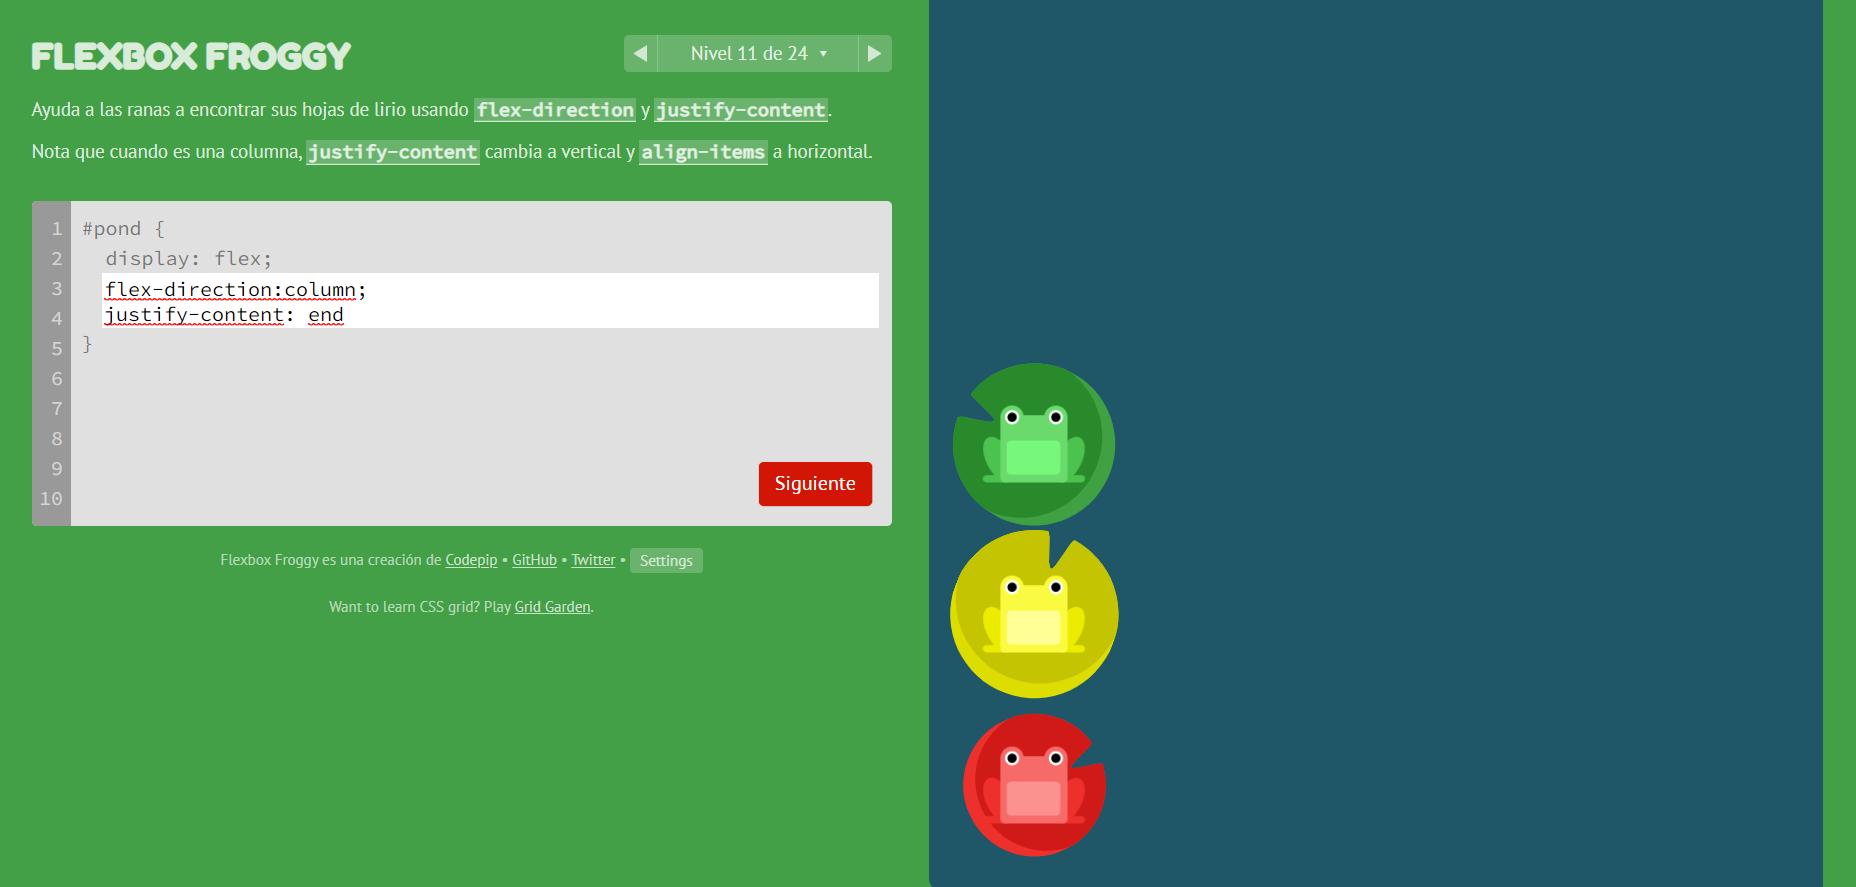 FLEXBOX FROGGY
Nivel 11 de 24
Ayuda a las ranas a encontrar sus hojas de lirio usando flex-direction y justify-content.
Nota que cuando es una columna, justify-content cambia a vertical y align-items a horizontal.
1 #pond {
2 display: flex;
3 flex-direction:column;
4 justify-content: end
5 }
6
7
8
9
10
Siguiente
Flexbox Froggy es una creación de Codepip • GitHub • Twitter • Settings
Want to learn CSS grid? Play Grid Garden.